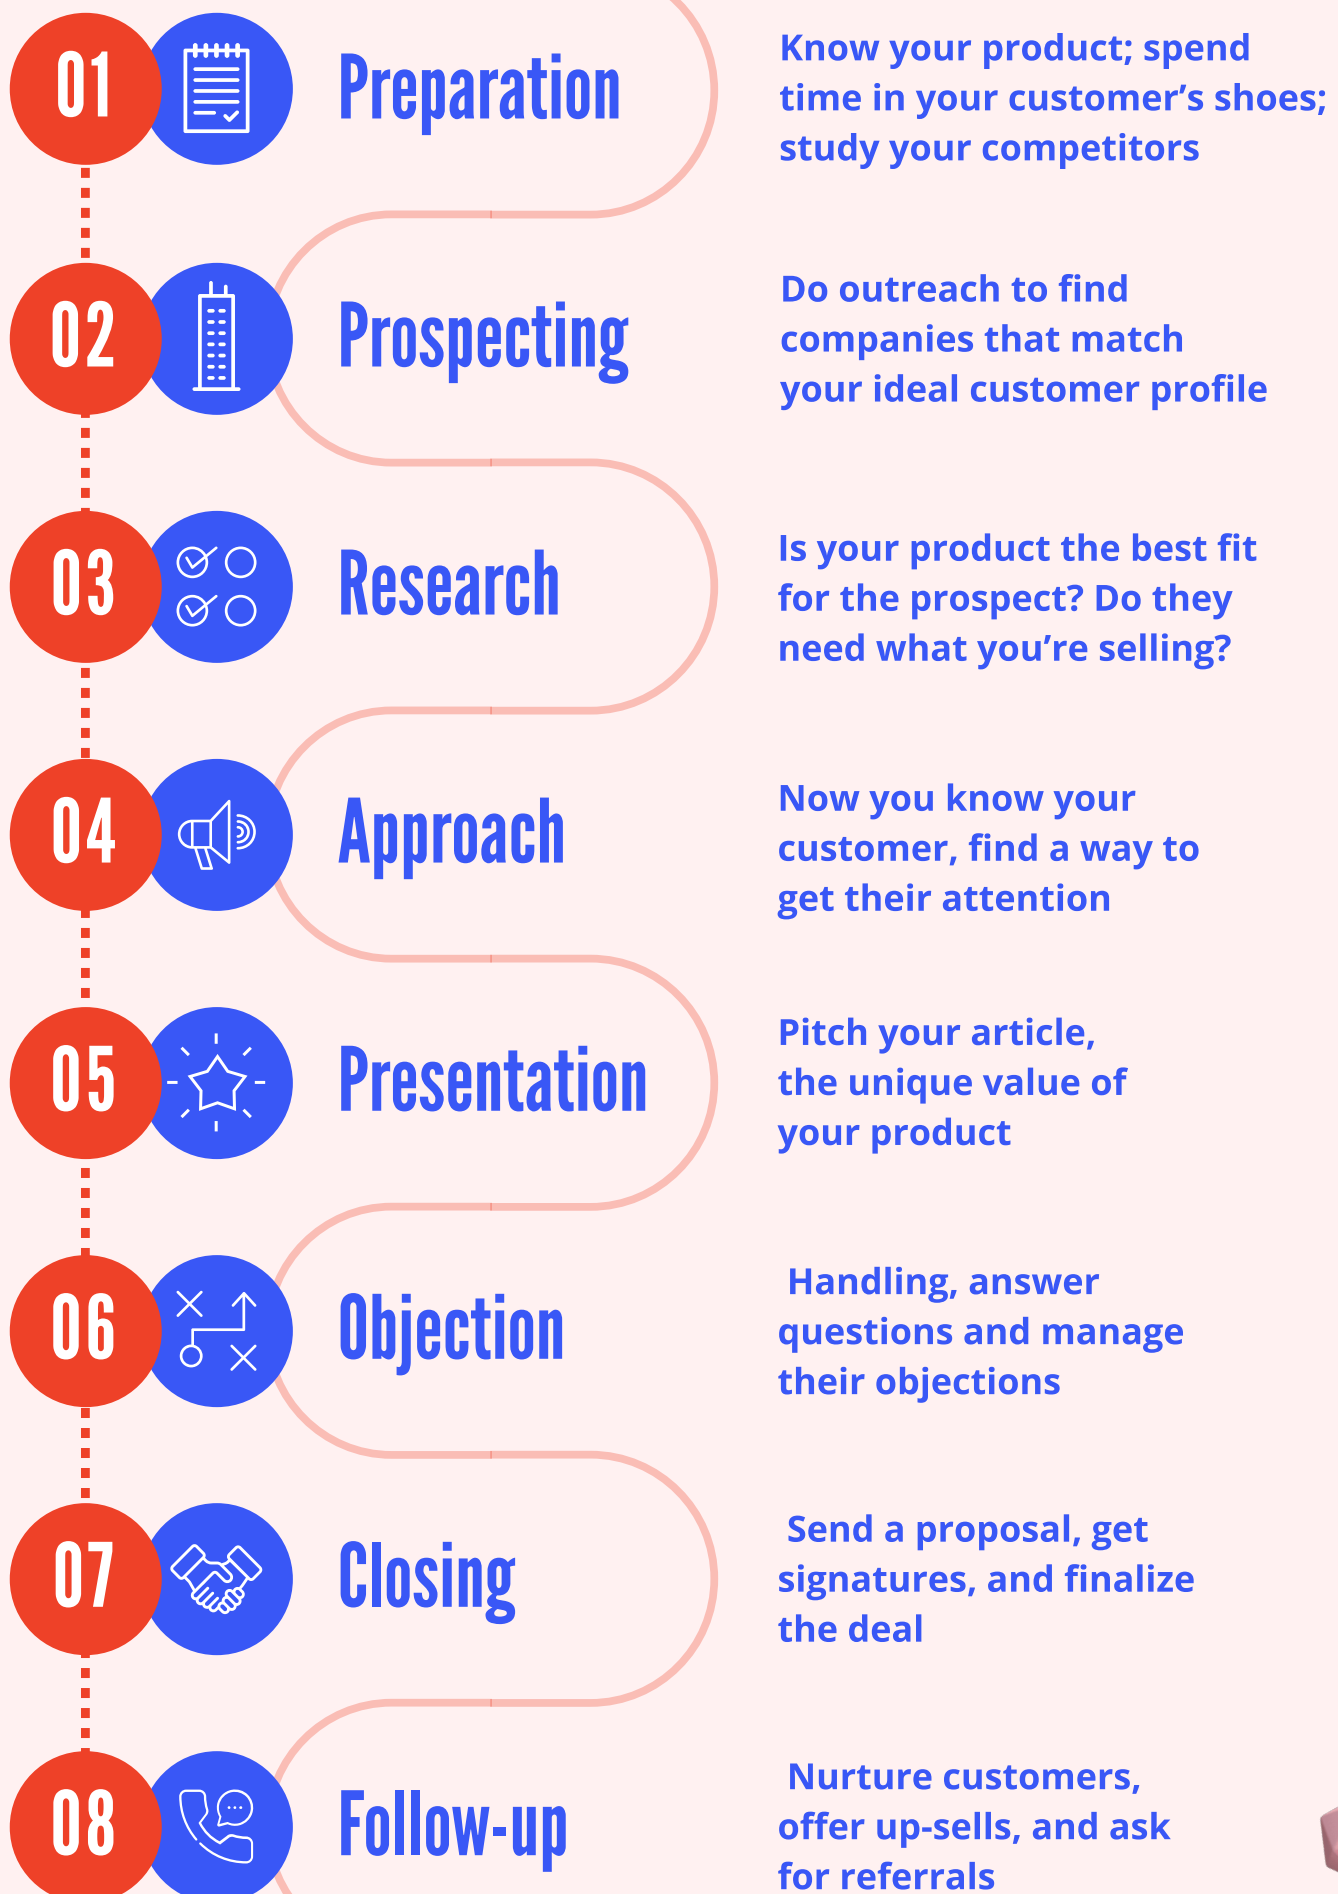 01
Preparation
Know your product; spend
time in your customer's shoes;
study your competitors
02
Prospecting
Do outreach to find
companies that match
your ideal customer profile
03
Research
Is your product the best fit
for the prospect? Do they
need what you're selling?
04
Approach
Now you know your
customer, find a way to
get their attention
05
Presentation
Pitch your article,
the unique value of
your product
06
Objection
Handling, answer
questions and manage
their objections
07
Closing
Send a proposal, get
signatures, and finalize
the deal
08
Follow-up
Nurture customers,
offer up-sells, and ask
for referrals